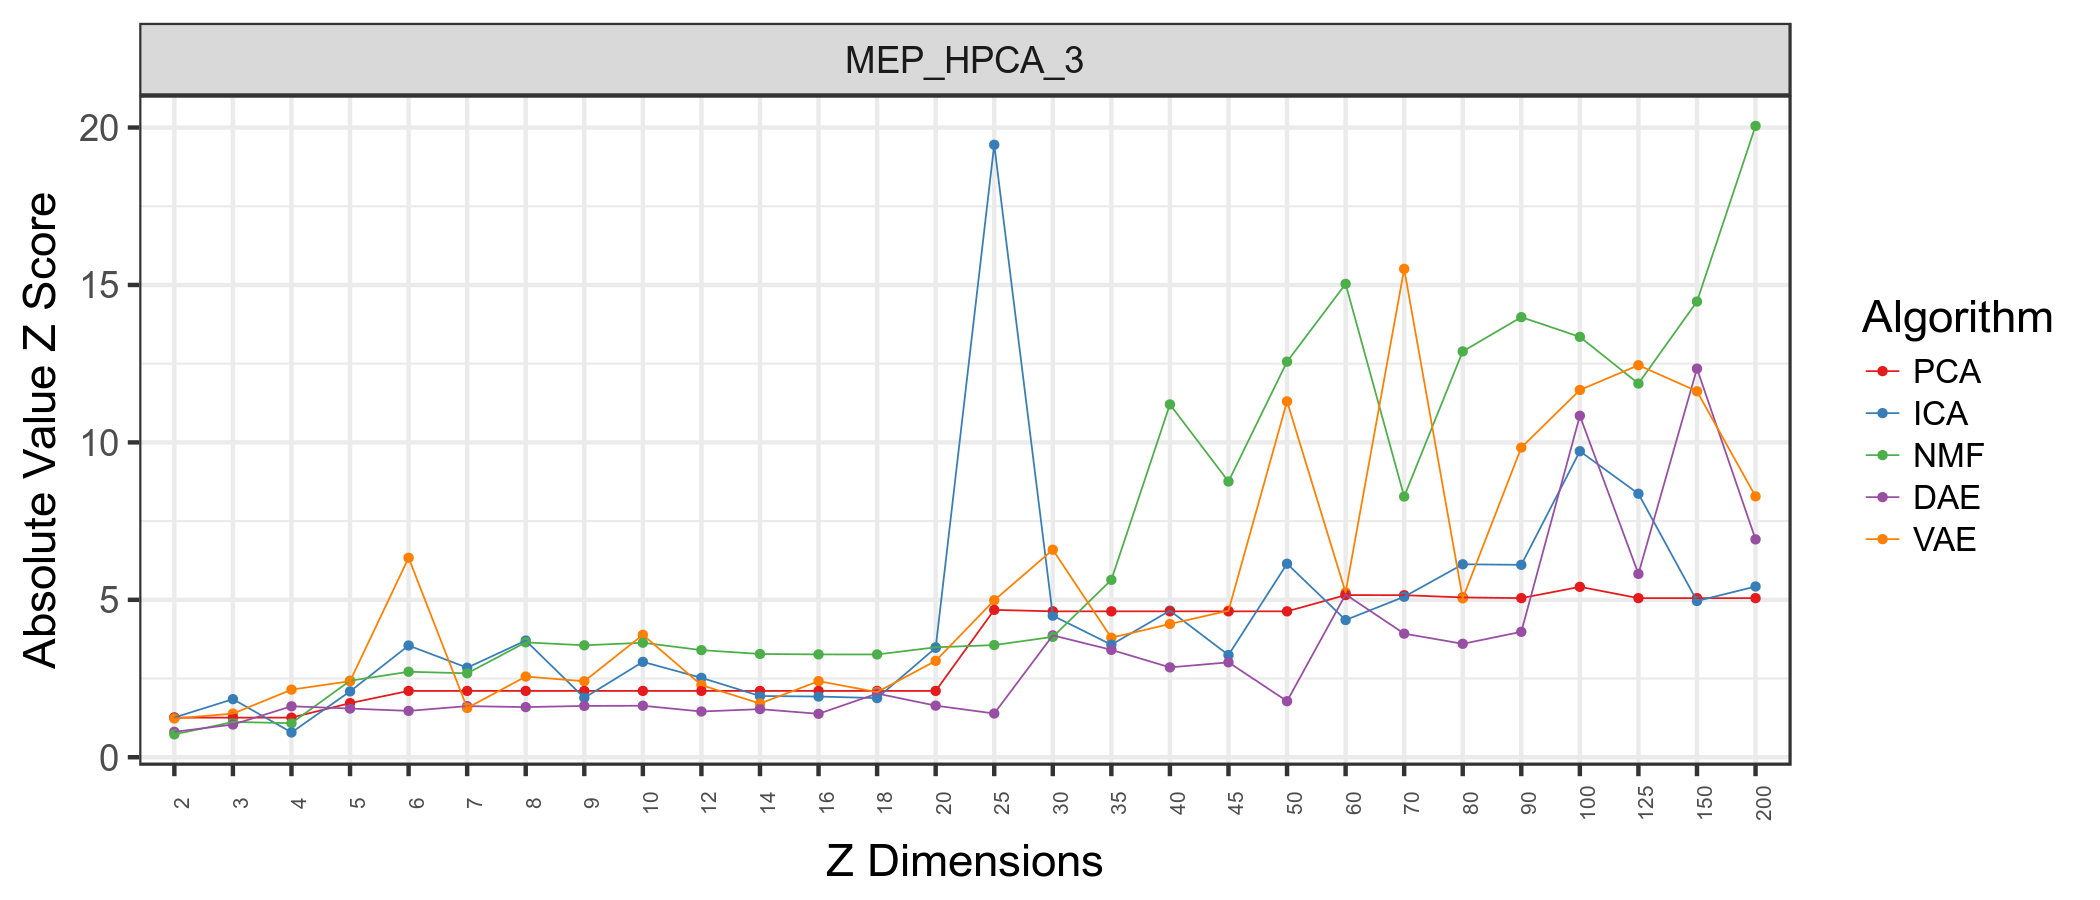 MEP_HPCA_3
Absolute Value Z Score
20
15
10
5
0
2 3 4 5 6 7 8 9 10 12 14 16 18 20 25 30 35 40 45 50 60 70 80 90 100 125 150 200
Z Dimensions
Algorithm
PCA
ICA
NMF
DAE
VAE